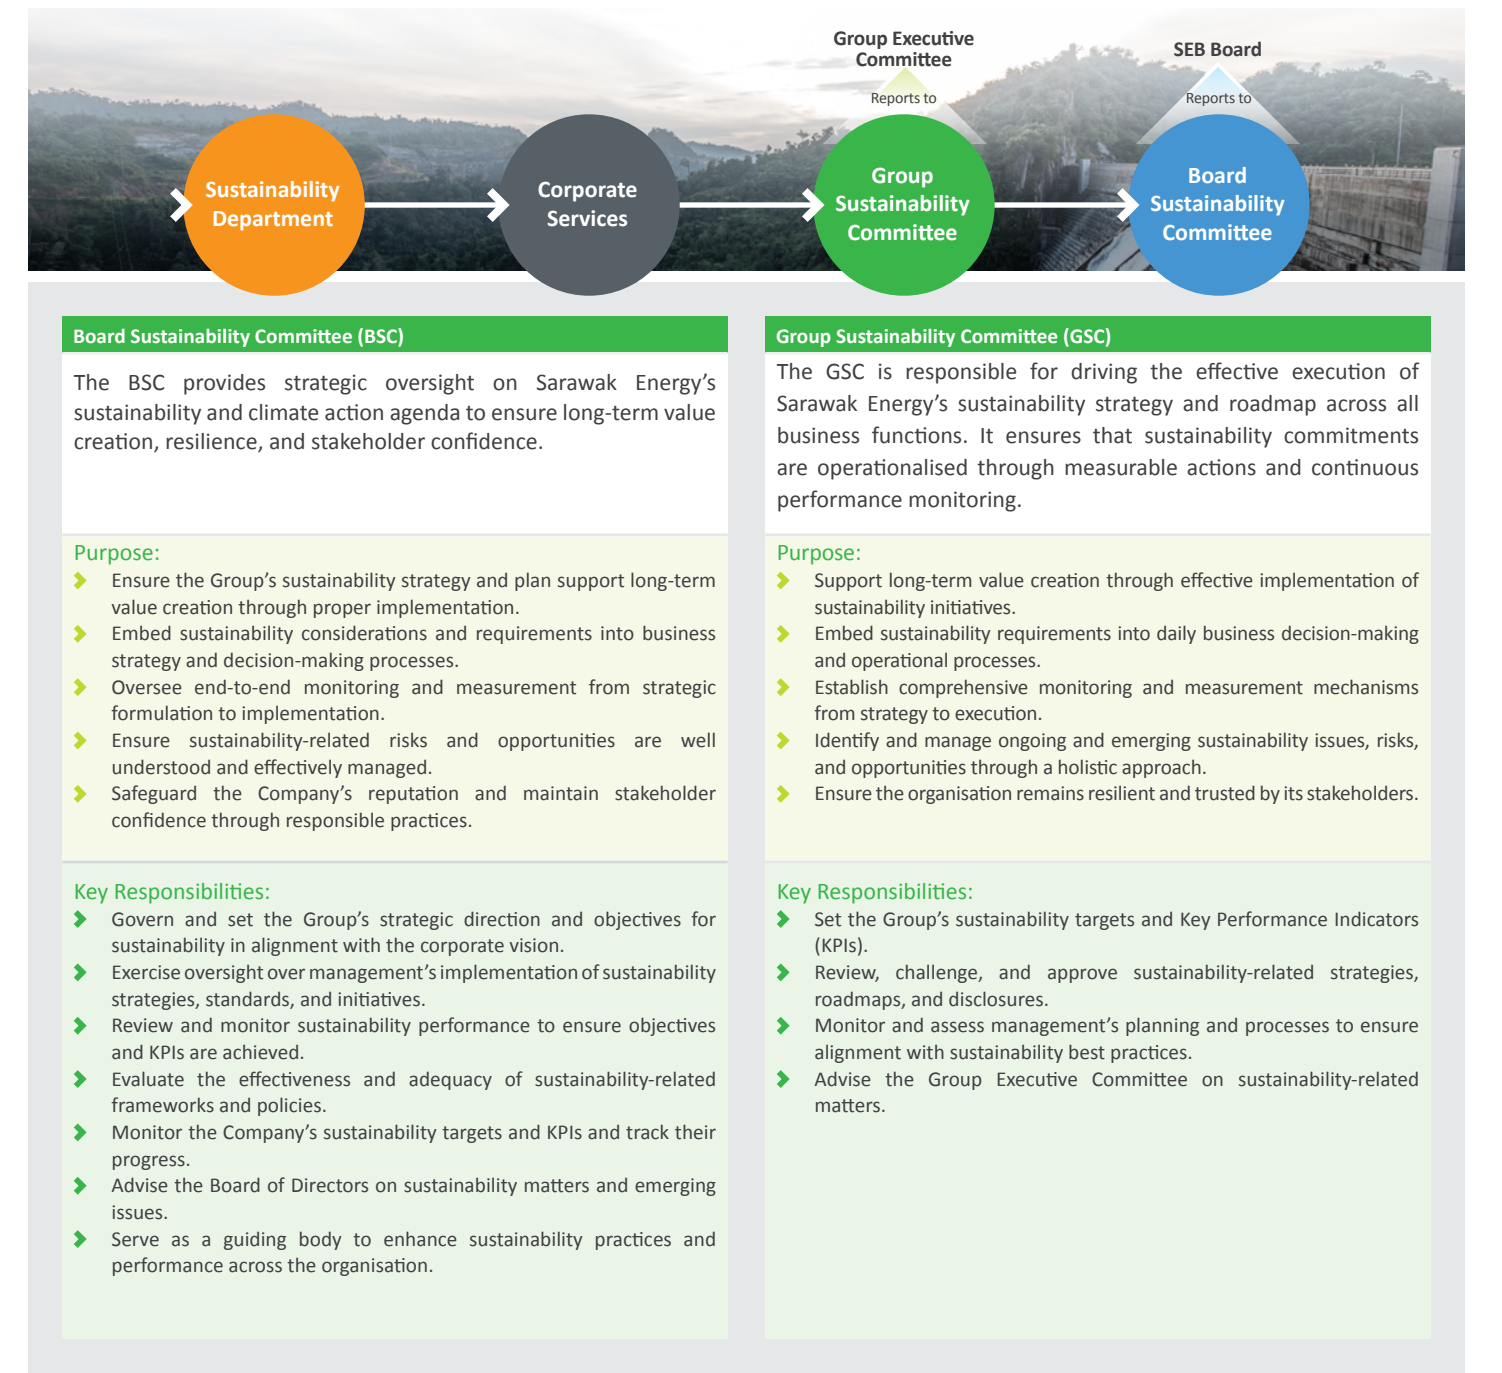 Group Executive
Committee
Reports to
SEB Board
Reports to
Sustainability
Department
Corporate
Services
Group
Sustainability
Committee
Board
Sustainability
Committee
Board Sustainability Committee (BSC)
The BSC provides strategic oversight on Sarawak Energy’s
sustainability and climate action agenda to ensure long-term value
creation, resilience, and stakeholder confidence.
Purpose:
Ensure the Group’s sustainability strategy and plan support long-term
value creation through proper implementation.
Embed sustainability considerations and requirements into business
strategy and decision-making processes.
Oversee end-to-end monitoring and measurement from strategic
formulation to implementation.
Ensure sustainability-related risks and opportunities are well
understood and effectively managed.
Safeguard the Company’s reputation and maintain stakeholder
confidence through responsible practices.
Key Responsibilities:
Govern and set the Group’s strategic direction and objectives for
sustainability in alignment with the corporate vision.
Exercise oversight over management’s implementation of sustainability
strategies, standards, and initiatives.
Review and monitor sustainability performance to ensure objectives
and KPIs are achieved.
Evaluate the effectiveness and adequacy of sustainability-related
frameworks and policies.
Monitor the Company’s sustainability targets and KPIs and track their
progress.
Advise the Board of Directors on sustainability matters and emerging
issues.
Serve as a guiding body to enhance sustainability practices and
performance across the organisation.
Group Sustainability Committee (GSC)
The GSC is responsible for driving the effective execution of
Sarawak Energy’s sustainability strategy and roadmap across all
business functions. It ensures that sustainability commitments
are operationalised through measurable actions and continuous
performance monitoring.
Purpose:
Support long-term value creation through effective implementation of
sustainability initiatives.
Embed sustainability requirements into daily business decision-making
and operational processes.
Establish comprehensive monitoring and measurement mechanisms
from strategy to execution.
Identify and manage ongoing and emerging sustainability issues, risks,
and opportunities through a holistic approach.
Ensure the organisation remains resilient and trusted by its stakeholders.
Key Responsibilities:
Set the Group’s sustainability targets and Key Performance Indicators
(KPIs).
Review, challenge, and approve sustainability-related strategies,
roadmaps, and disclosures.
Monitor and assess management’s planning and processes to ensure
alignment with sustainability best practices.
Advise the Group Executive Committee on sustainability-related
matters.